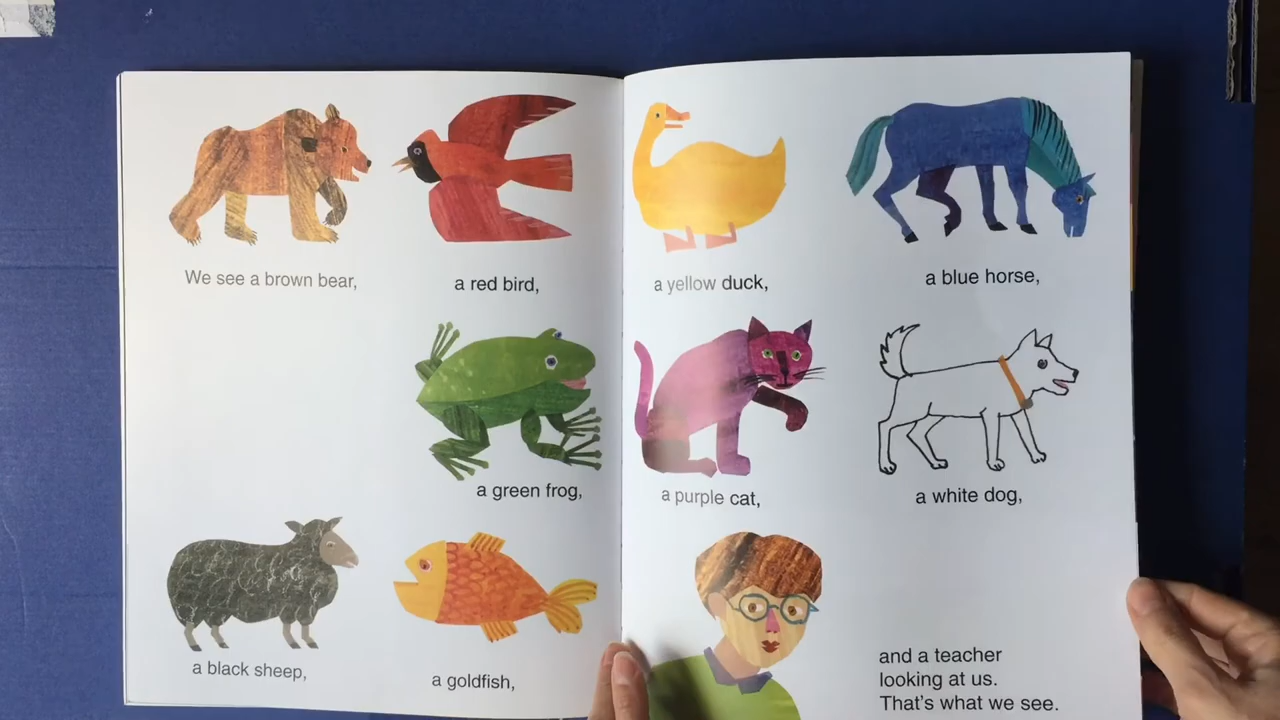 We see a brown bear,
a red bird,
a yellow duck,
a blue horse,
a green frog,
a purple cat,
a white dog,
a black sheep,
a goldfish,
and a teacher
looking at us.
That's what we see.